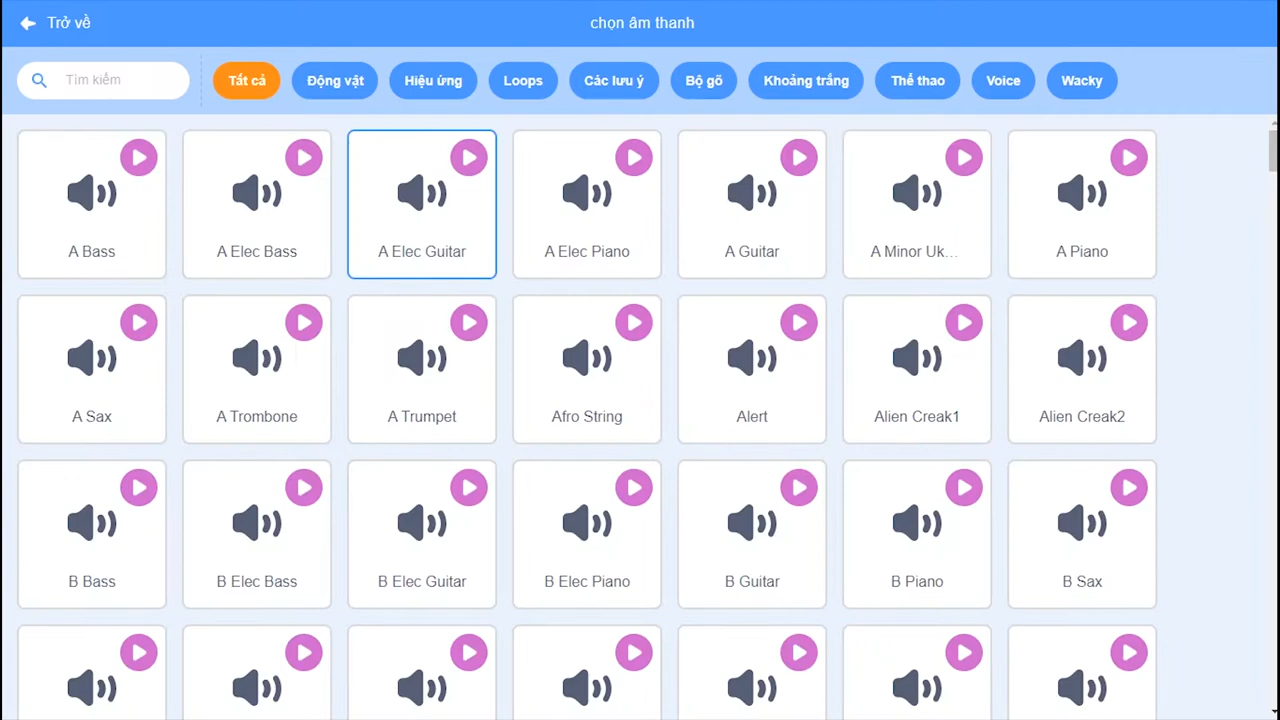 Trở về
chọn âm thanh
Tìm kiếm
Tất cả
Động vật
Hiệu ứng
Loops
Các lưu ý
Bộ gõ
Khoảng trắng
Thể thao
Voice
Wacky
A Bass
A Elec Bass
A Elec Guitar
A Elec Piano
A Guitar
A Minor Uk...
A Piano
A Sax
A Trombone
A Trumpet
Afro String
Alert
Alien Creak1
Alien Creak2
B Bass
B Elec Bass
B Elec Guitar
B Elec Piano
B Guitar
B Piano
B Sax